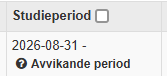 Studieperiod
2026-08-31 -
? Avvikande period